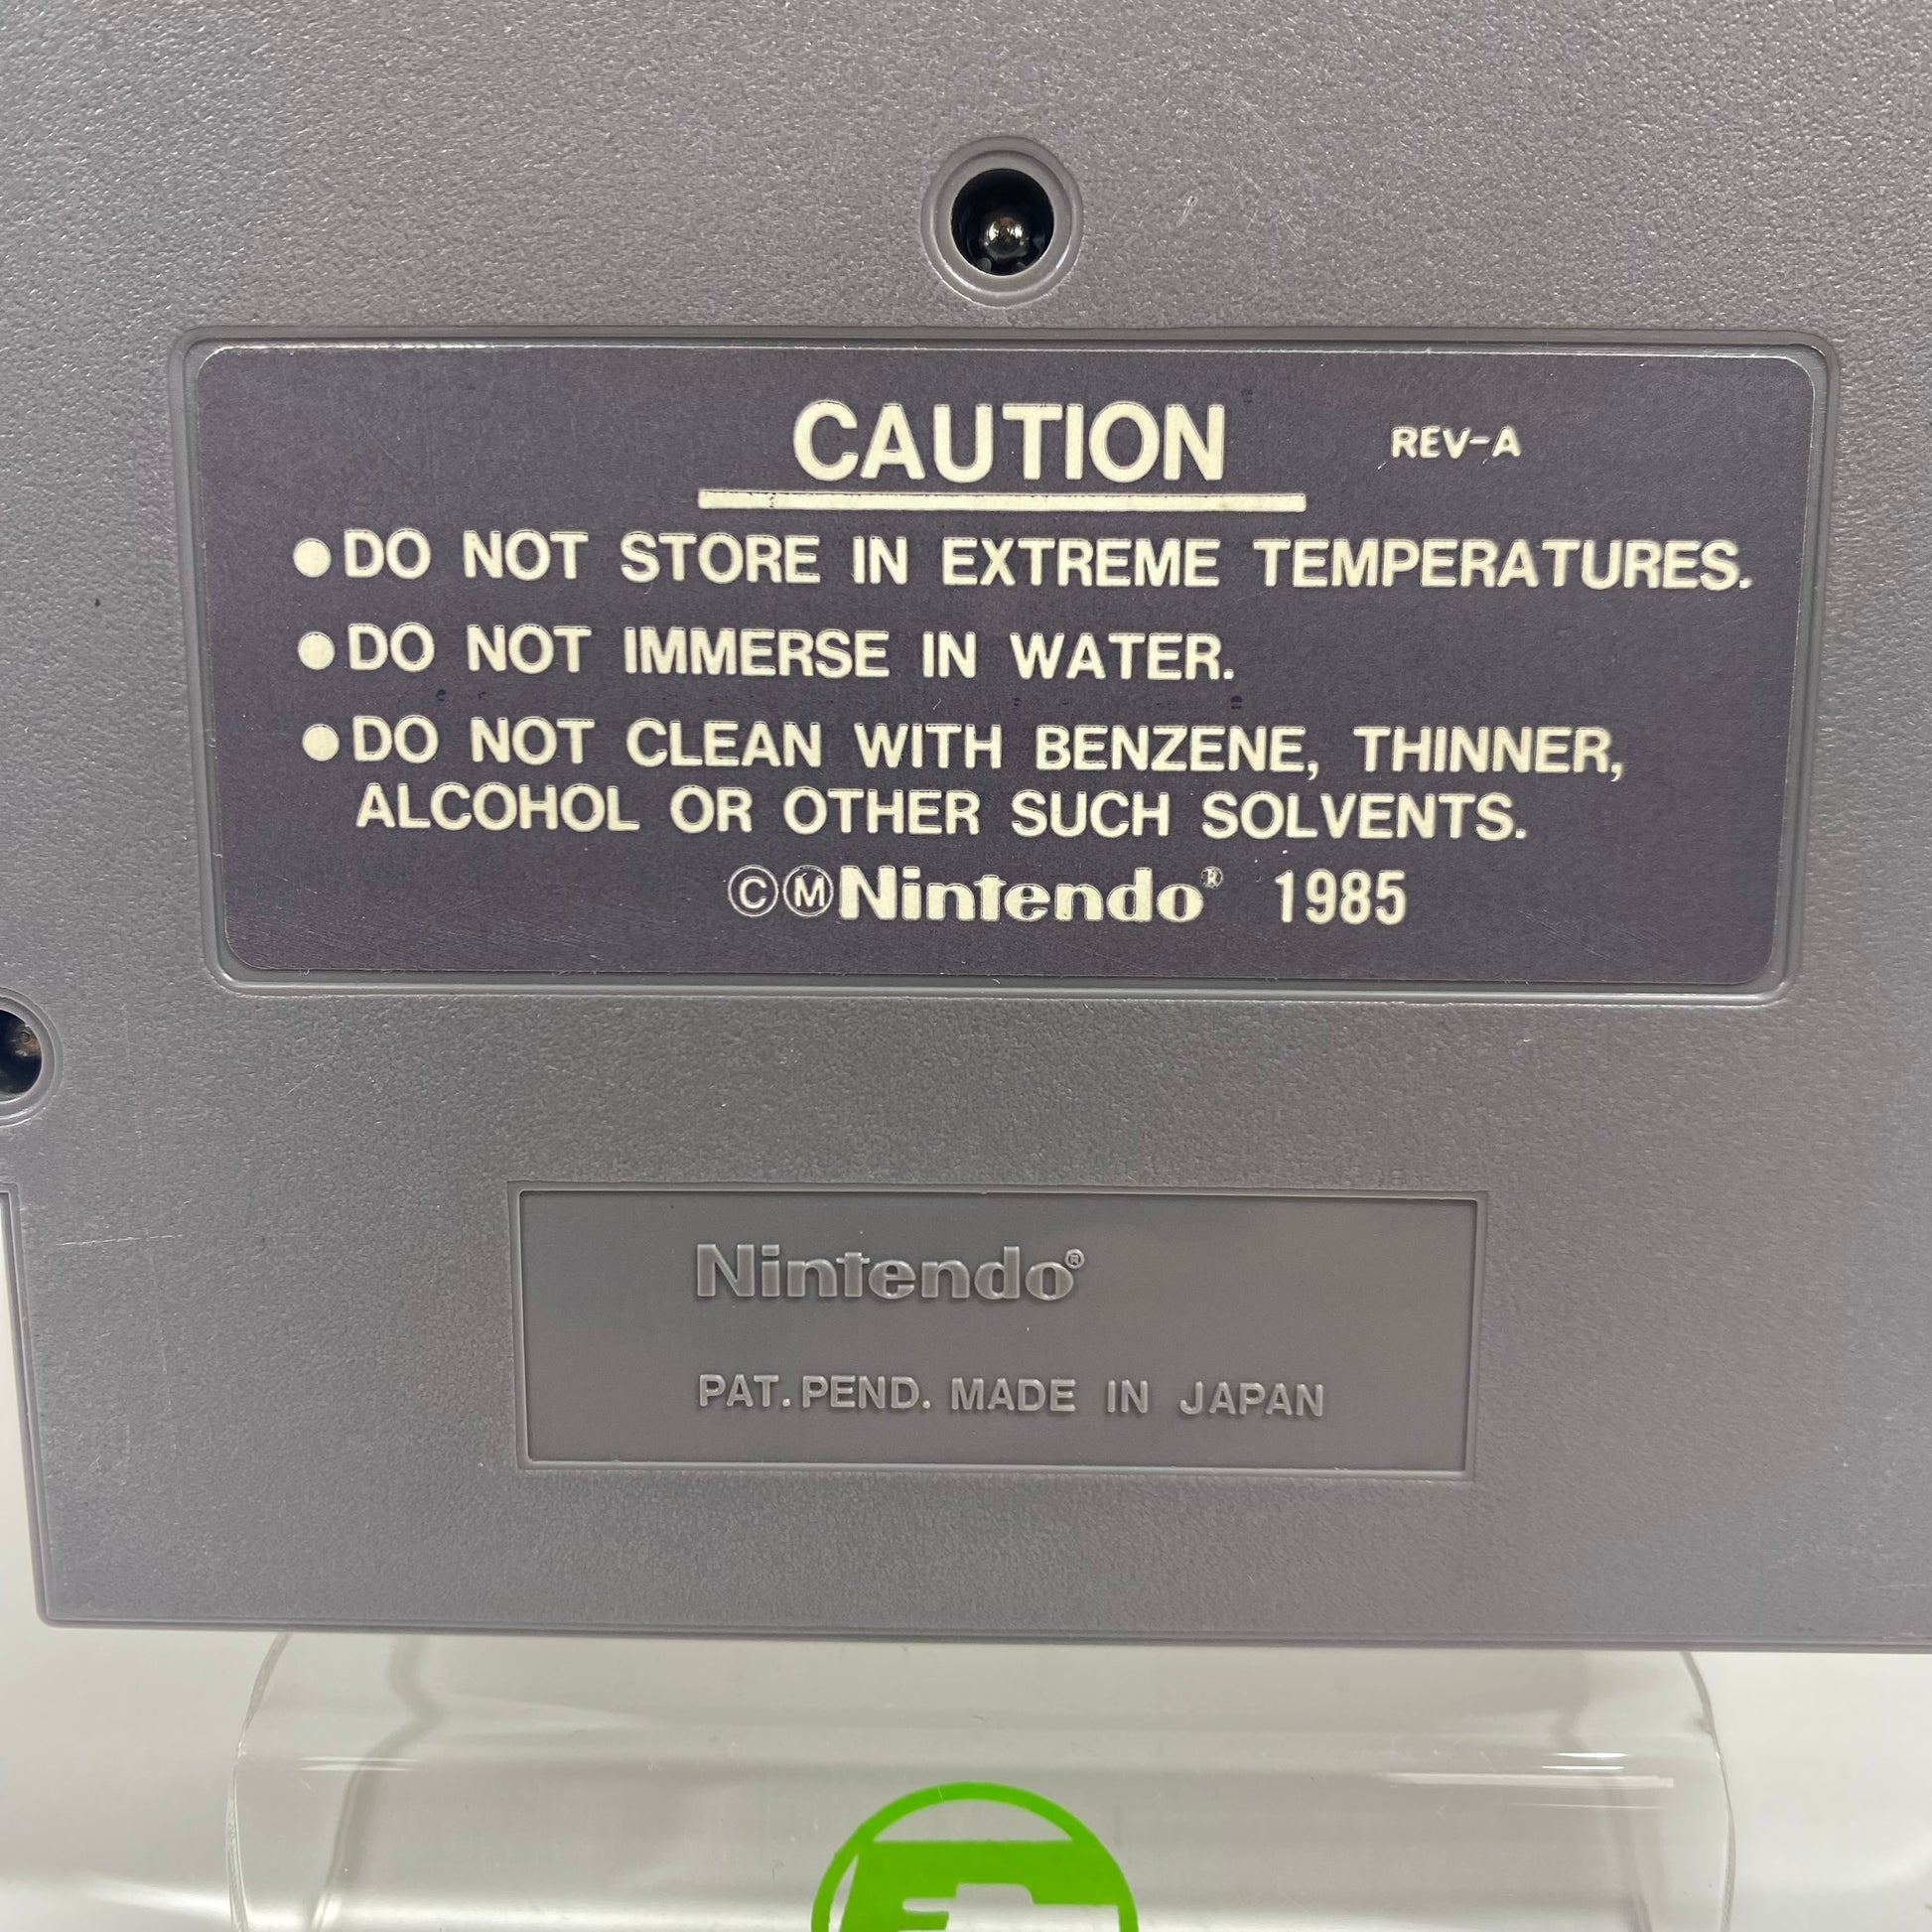 CAUTION REV-A
●DO NOT STORE IN EXTREME TEMPERATURES.
●DO NOT IMMERSE IN WATER.
●DO NOT CLEAN WITH BENZENE, THINNER,
ALCOHOL OR OTHER SUCH SOLVENTS.
©ⓂNintendo® 1985
Nintendo®
PAT.PEND. MADE IN JAPAN